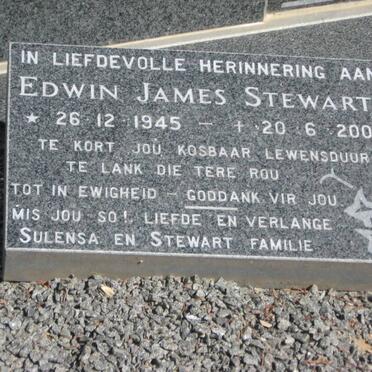 IN LIEFDEVOLLE HERINNERING AAN
EDWIN JAMES STEWART
* 26·12·1945 – + 20·6·200
TE KORT JOU KOSBAAR LEWENSDUUR
TE LANK DIE TERE ROU
TOT IN EWIGHEID – GODDANK VIR JOU
MIS JOU SO! LIEFDE EN VERLANGE
SULENSA EN STEWART FAMILIE